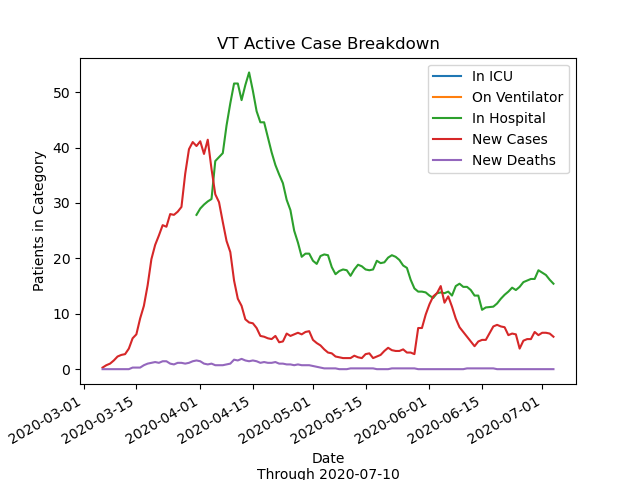 VT Active Case Breakdown
In ICU
On Ventilator
In Hospital
New Cases
New Deaths
Patients in Category
50
40
30
20
10
0
2020-03-01
2020-03-15
2020-04-01
2020-04-15
2020-05-01
2020-05-15
2020-06-01
2020-06-15
2020-07-01
Date
Through 2020-07-10